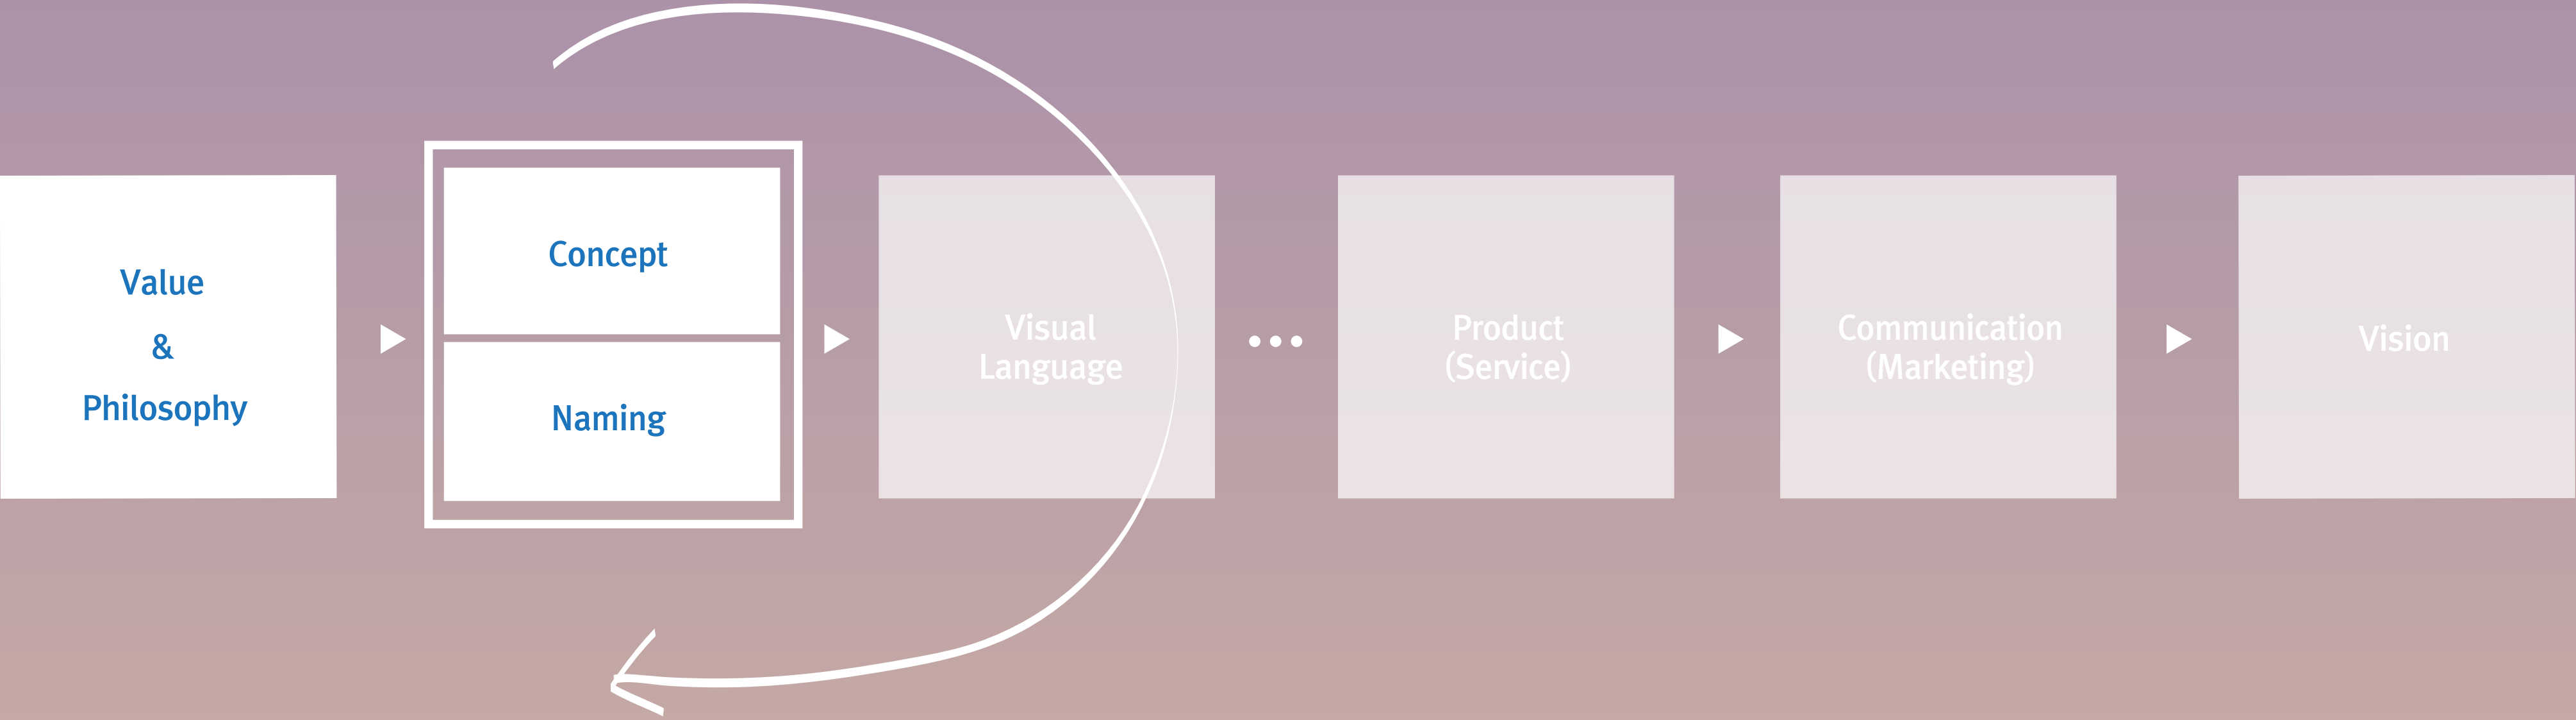 Value
&
Philosophy
Concept
Naming
Visual
Language
Product
(Service)
Communication
(Marketing)
Vision